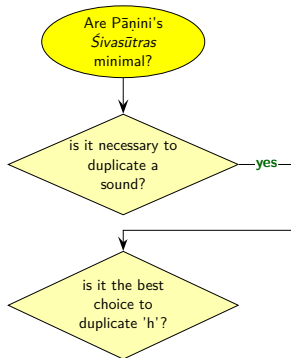 Are Pāṇini's
Śivasūtras
minimal?
is it necessary to
duplicate a
sound?
yes
is it the best
choice to
duplicate 'h'?